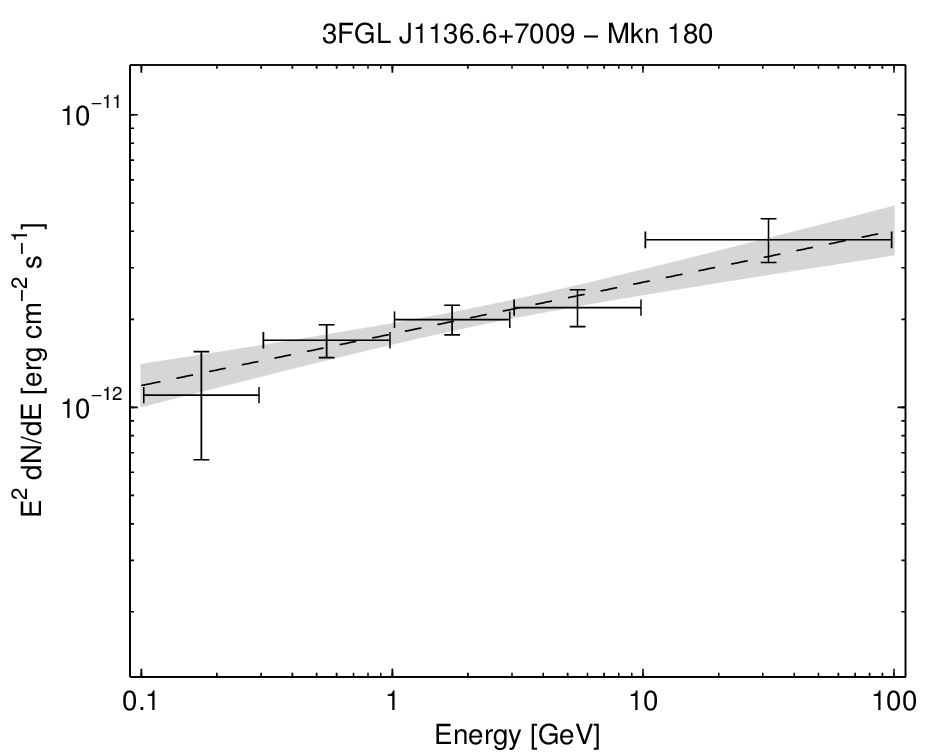 3FGL J1136.6+7009 − Mkn 180
10⁻¹¹
10⁻¹²
E² dN/dE [erg cm⁻² s⁻¹]
0.1 1 10 100
Energy [GeV]